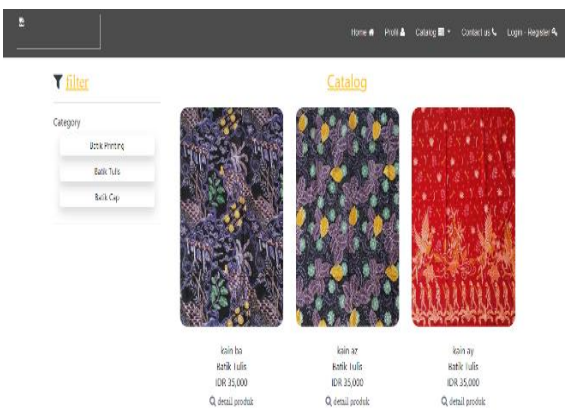 Home Profil Catalog Contact us Login - Register
filter
Catalog
Category
Batik Printing
Batik Tulis
Batik Cap
kain ba
Batik Tulis
IDR 35,000
detail produk
kain az
Batik Tulis
IDR 35,000
detail produk
kain ay
Batik Tulis
IDR 35,000
detail produk